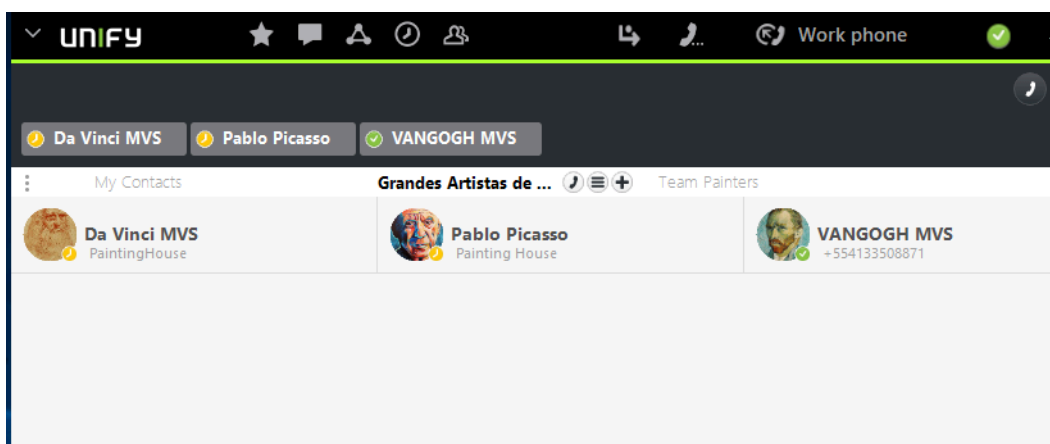 UNIFY
... Work phone
Da Vinci MVS Pablo Picasso VANGOGH MVS
My Contacts Grandes Artistas de ... Team Painters
Da Vinci MVS Pablo Picasso VANGOGH MVS
PaintingHouse Painting House +554133508871